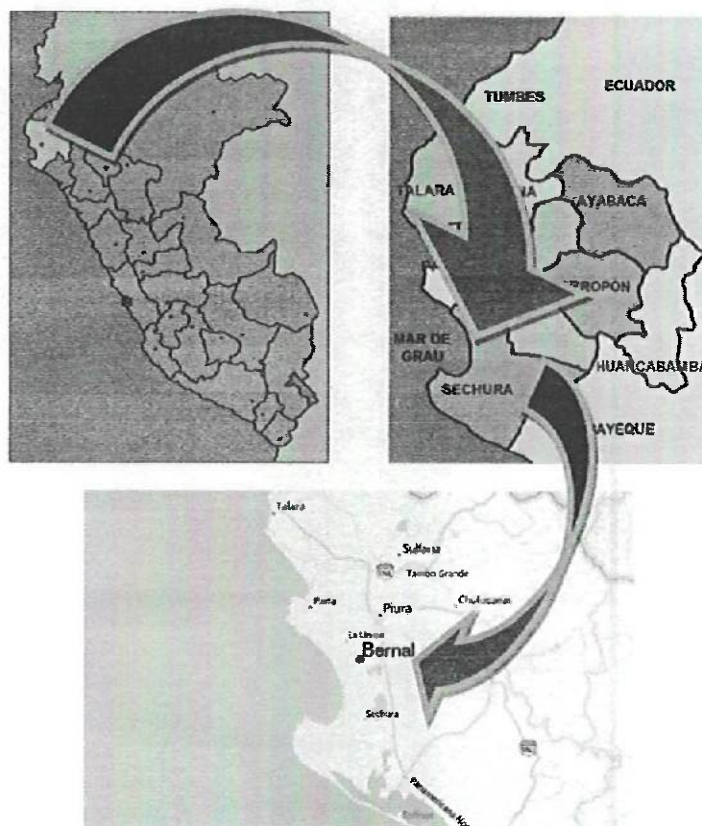 ECUADOR
TUMBES
TALARA
AYABACA
MAR DE
GRAU
HUANCABAMBA
SECHURA
Talara
Sullana
Tambo Grande
Paita
Piura
Chulucanas
La Unión
Bernal
Sechura